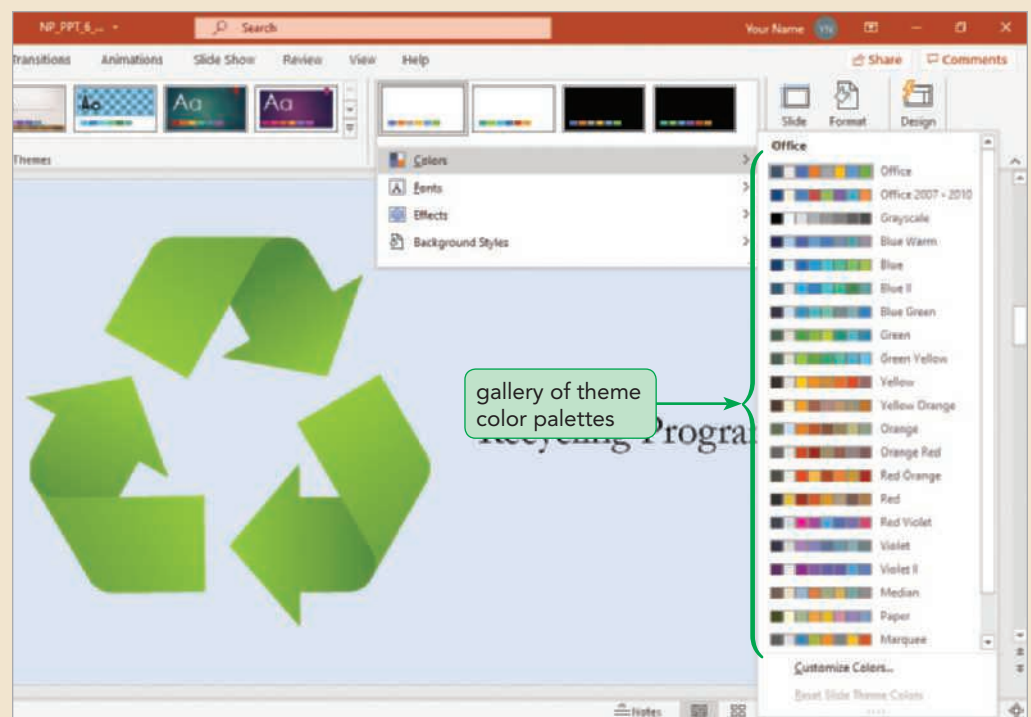 NP_PPT_6_...
Search
Your Name
YN
Transitions Animations Slide Show Review View Help
Share Comments
Ao Aa Aa
Slide Format Design
Themes
Colors
Fonts
Effects
Background Styles
Office
Office
Office 2007 - 2010
Grayscale
Blue Warm
Blue
Blue II
Blue Green
Green
Green Yellow
Yellow
Yellow Orange
Orange
Orange Red
Red Orange
Red
Red Violet
Violet
Violet II
Median
Paper
Marquee
Customize Colors...
Reset Slide Theme Colors
gallery of theme
color palettes
Recycling Progra
Notes